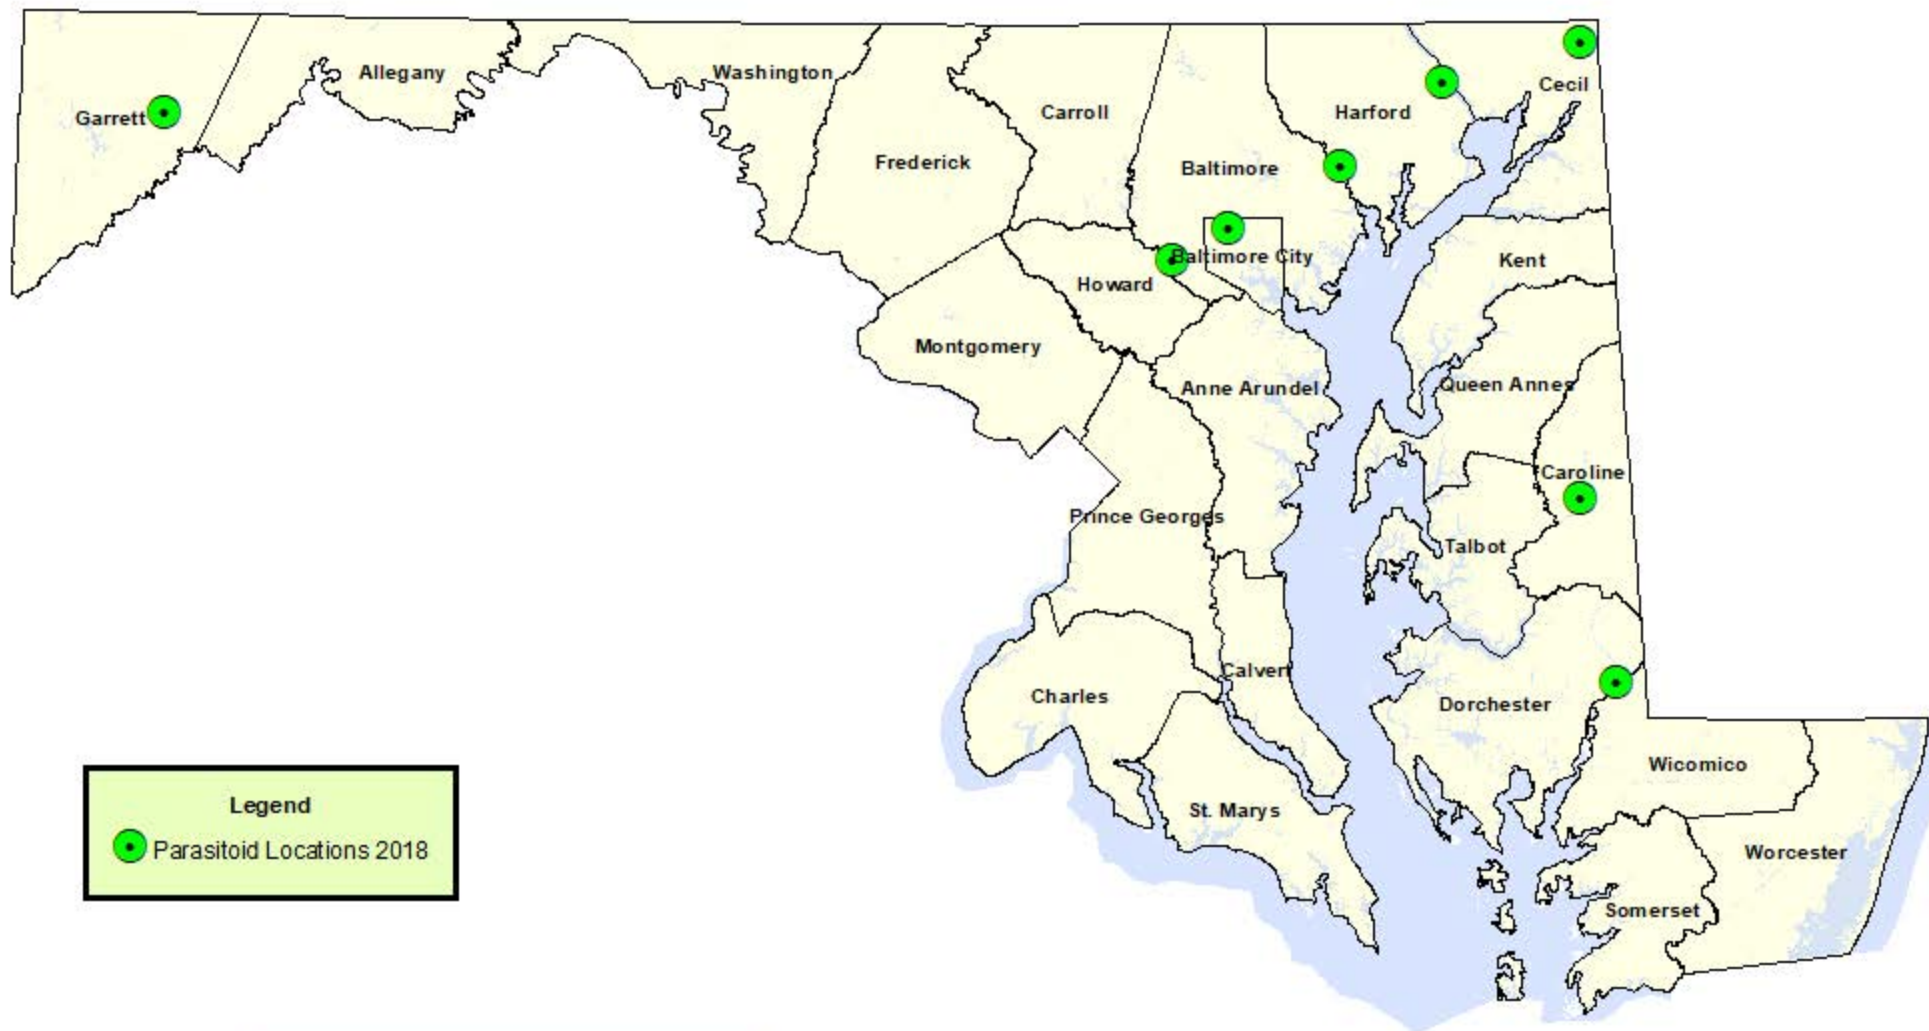 Allegany
Washington
Cecil
Garrett
Carroll
Harford
Frederick
Baltimore
Baltimore City
Kent
Howard
Montgomery
Anne Arundel
Queen Annes
Caroline
Prince Georges
Talbot
Calvert
Charles
Dorchester
Wicomico
St. Marys
Worcester
Somerset
Legend
Parasitoid Locations 2018